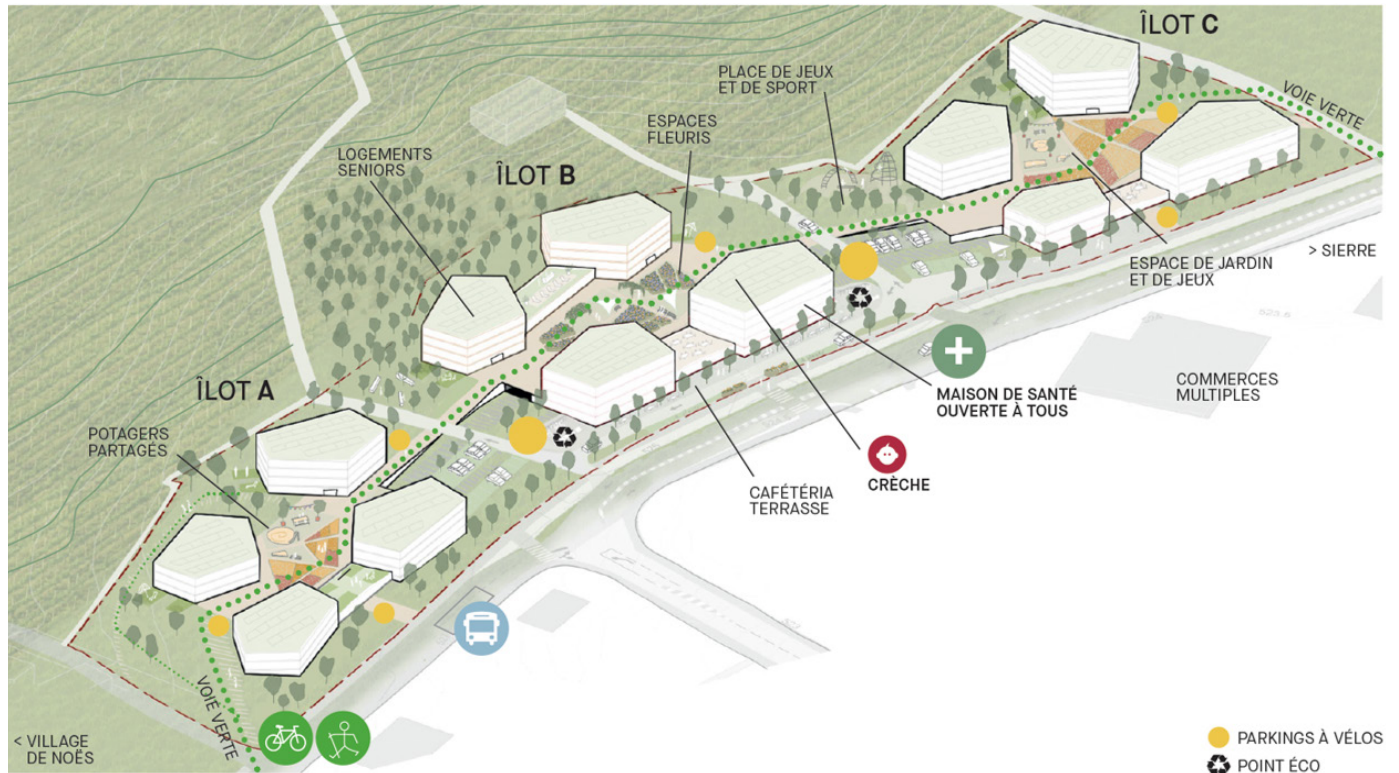 ÎLOT C
PLACE DE JEUX
ET DE SPORT
VOIE VERTE
ESPACES
FLEURIS
LOGEMENTS
SENIORS
ÎLOT B
> SIERRE
ESPACE DE JARDIN
ET DE JEUX
ÎLOT A
COMMERCES
MULTIPLES
MAISON DE SANTÉ
OUVERTE À TOUS
POTAGERS
PARTAGÉS
CRÈCHE
CAFÉTÉRIA
TERRASSE
VOIE VERTE
< VILLAGE
DE NOËS
PARKINGS À VÉLOS
POINT ÉCO